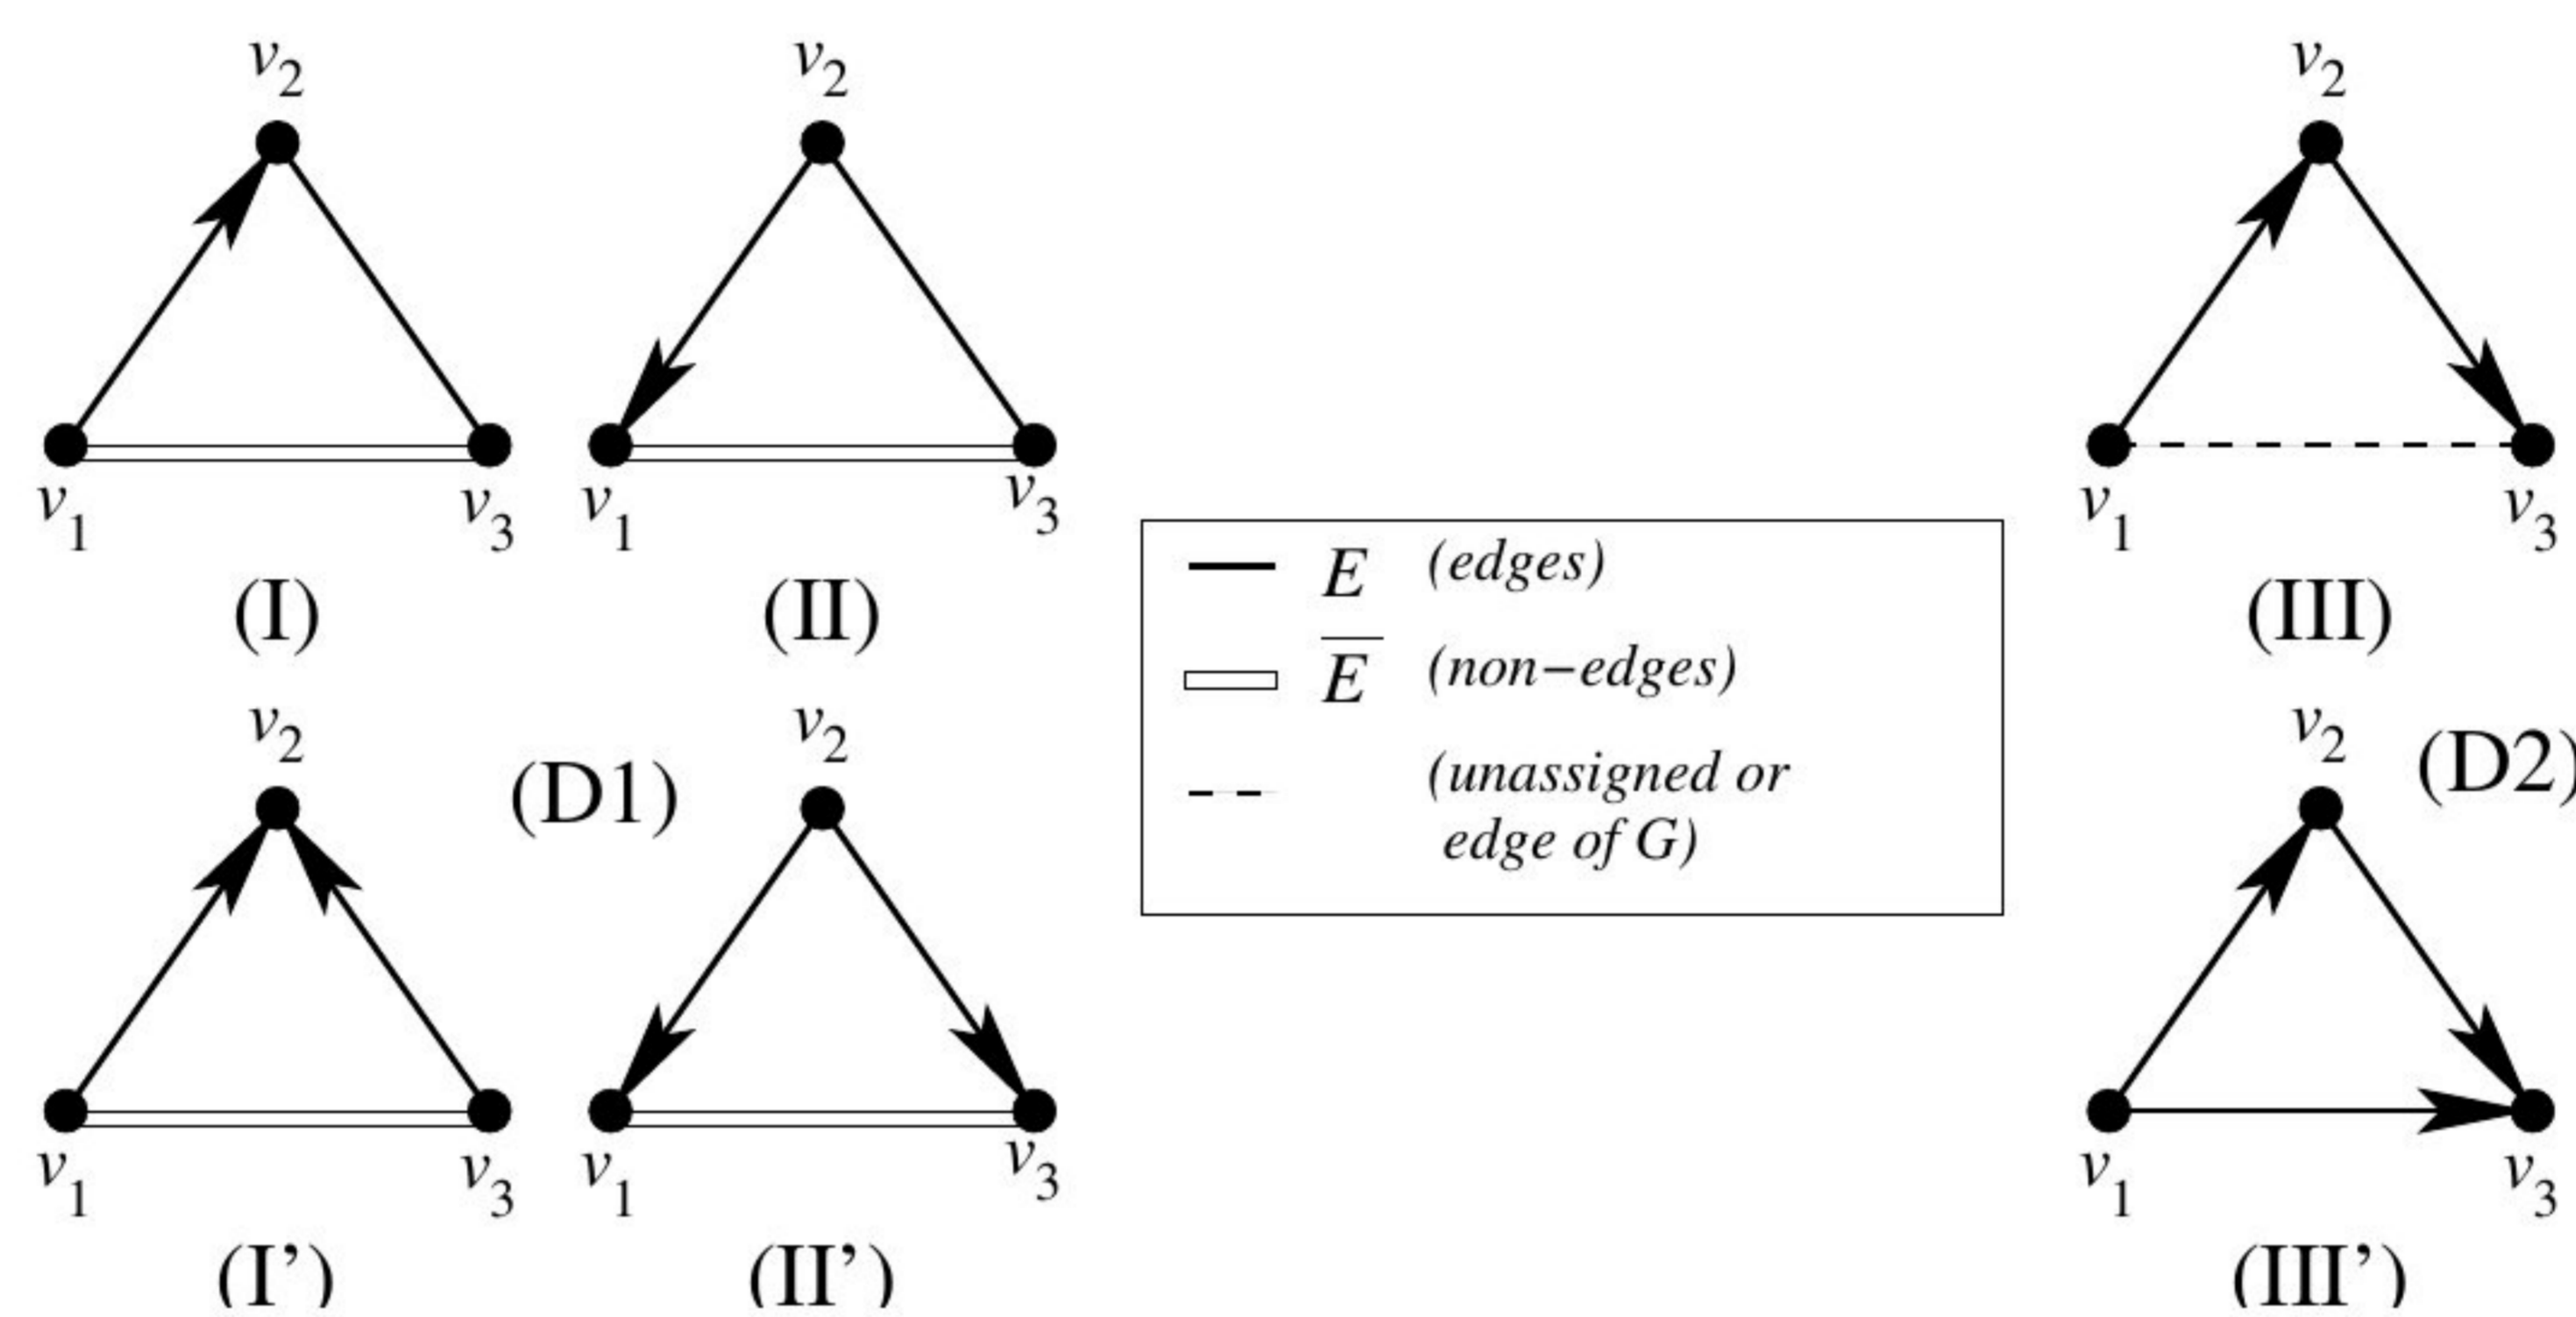 v2 v2 v2
v1 v3 v1 v3 v1 v3
(I) (II) (III)
E (edges)
E̅ (non−edges)
(unassigned or
edge of G)
v2 (D1) v2 v2 (D2)
v1 v3 v1 v3 v1 v3
(I’) (II’) (III’)